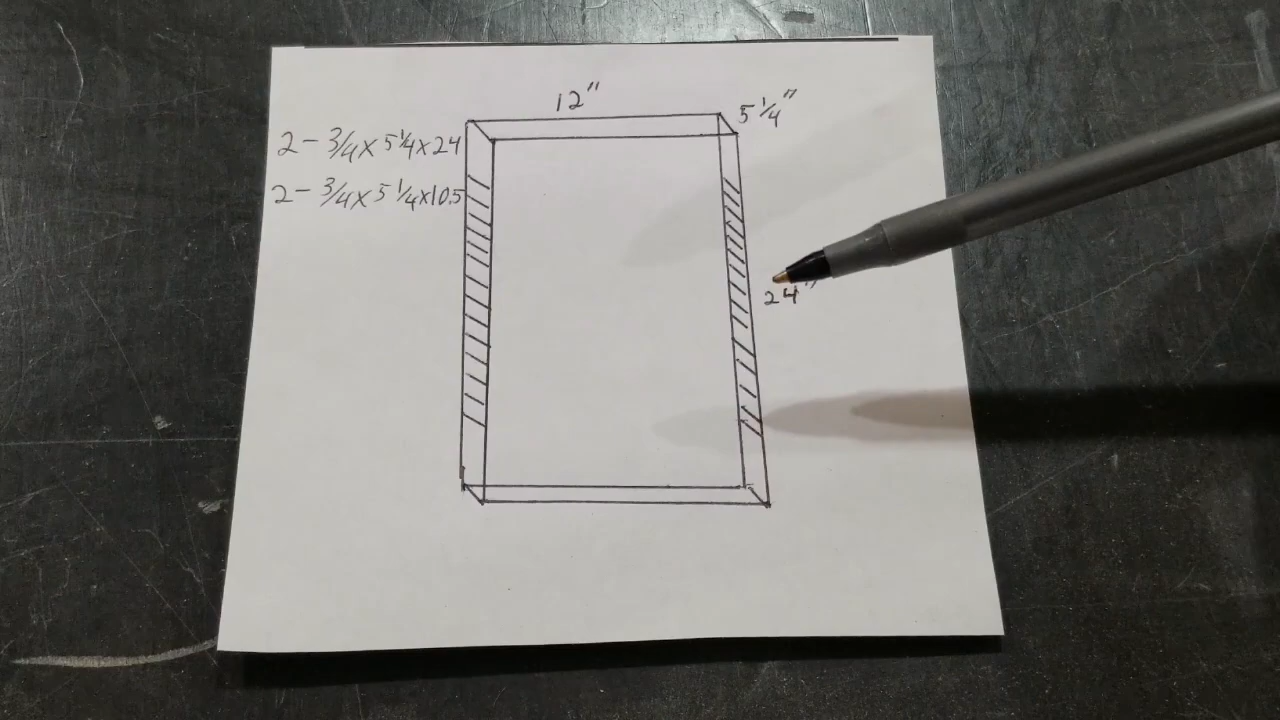 12"
5 1/4"
2 - 3/4 x 5 1/4 x 24
2 - 3/4 x 5 1/4 x 10.5
24"